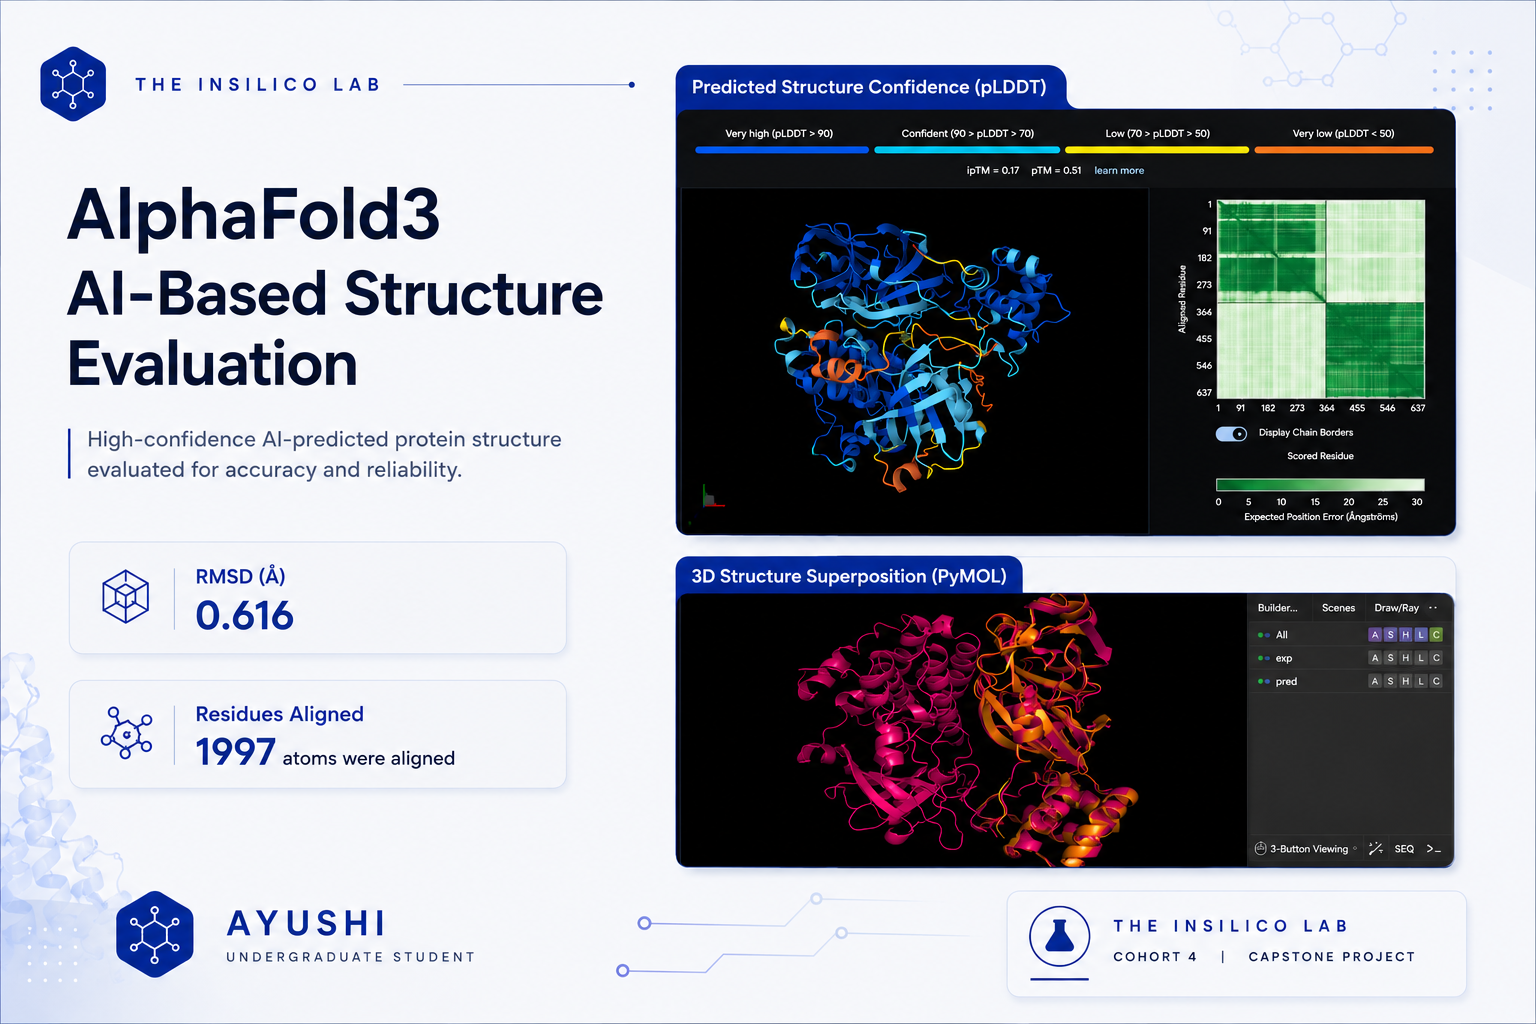 THE INSILICO LAB
AlphaFold3
AI-Based Structure
Evaluation
High-confidence AI-predicted protein structure
evaluated for accuracy and reliability.
RMSD (Å)
0.616
Residues Aligned
1997 atoms were aligned
AYUSHI
UNDERGRADUATE STUDENT
Predicted Structure Confidence (pLDDT)
Very high (pLDDT > 90) Confident (90 > pLDDT > 70) Low (70 > pLDDT > 50) Very low (pLDDT < 50)
ipTM = 0.17 pTM = 0.51 learn more
Aligned Residue
1
91
182
273
364
455
546
637
1 91 182 273 364 455 546 637
Display Chain Borders
Scored Residue
0 5 10 15 20 25 30
Expected Position Error (Ångströms)
3D Structure Superposition (PyMOL)
Builder... Scenes Draw/Ray ··
All A S H L C
exp A S H L C
pred A S H L C
3-Button Viewing SEQ >_
THE INSILICO LAB
COHORT 4 | CAPSTONE PROJECT